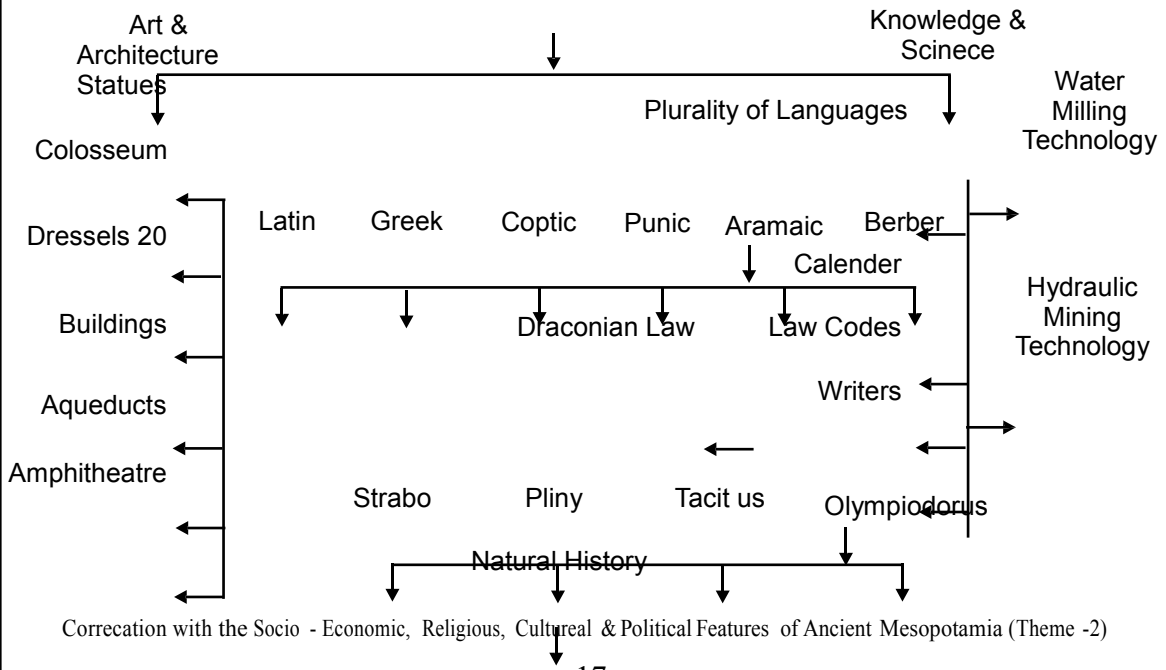 Art &
Architecture
Statues
Knowledge &
Scinece
Plurality of Languages
Water
Milling
Technology
Colosseum
Latin Greek Coptic Punic Aramaic Berber
Dressels 20
Calender
Hydraulic
Mining
Technology
Buildings
Draconian Law Law Codes
Writers
Aqueducts
Amphitheatre
Strabo Pliny Tacit us Olympiodorus
Natural History
Correcation with the Socio - Economic, Religious, Cultureal & Political Features of Ancient Mesopotamia (Theme -2)
17